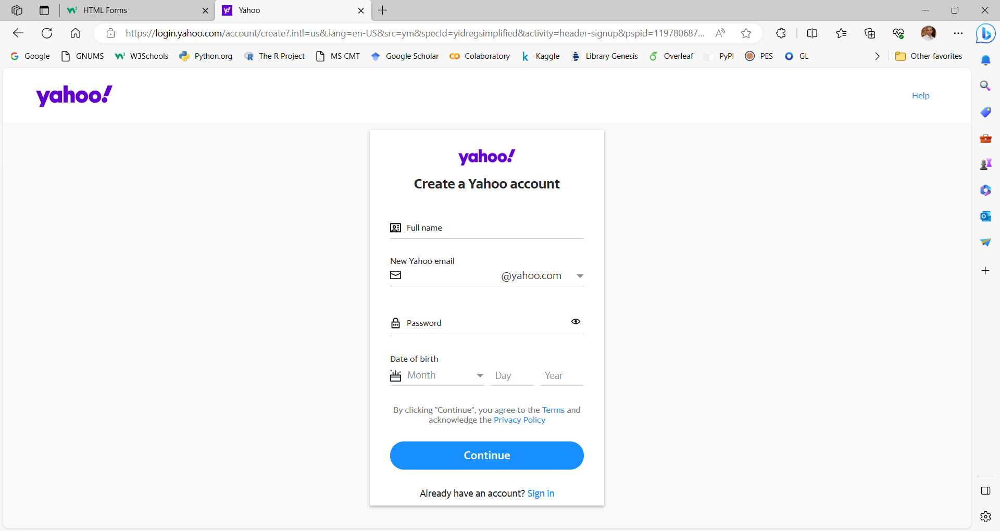 HTML Forms
Yahoo
https://login.yahoo.com/account/create?.intl=us&.lang=en-US&src=ym&specId=yidregsimplified&activity=header-signup&pspid=119780687...
Google GNUMS W3Schools Python.org The R Project MS CMT Google Scholar Colaboratory Kaggle Library Genesis Overleaf PyPI PES GL Other favorites
yahoo!
Help
yahoo!
Create a Yahoo account
Full name
New Yahoo email
@yahoo.com
Password
Date of birth
Month Day Year
By clicking "Continue", you agree to the Terms and
acknowledge the Privacy Policy
Continue
Already have an account? Sign in